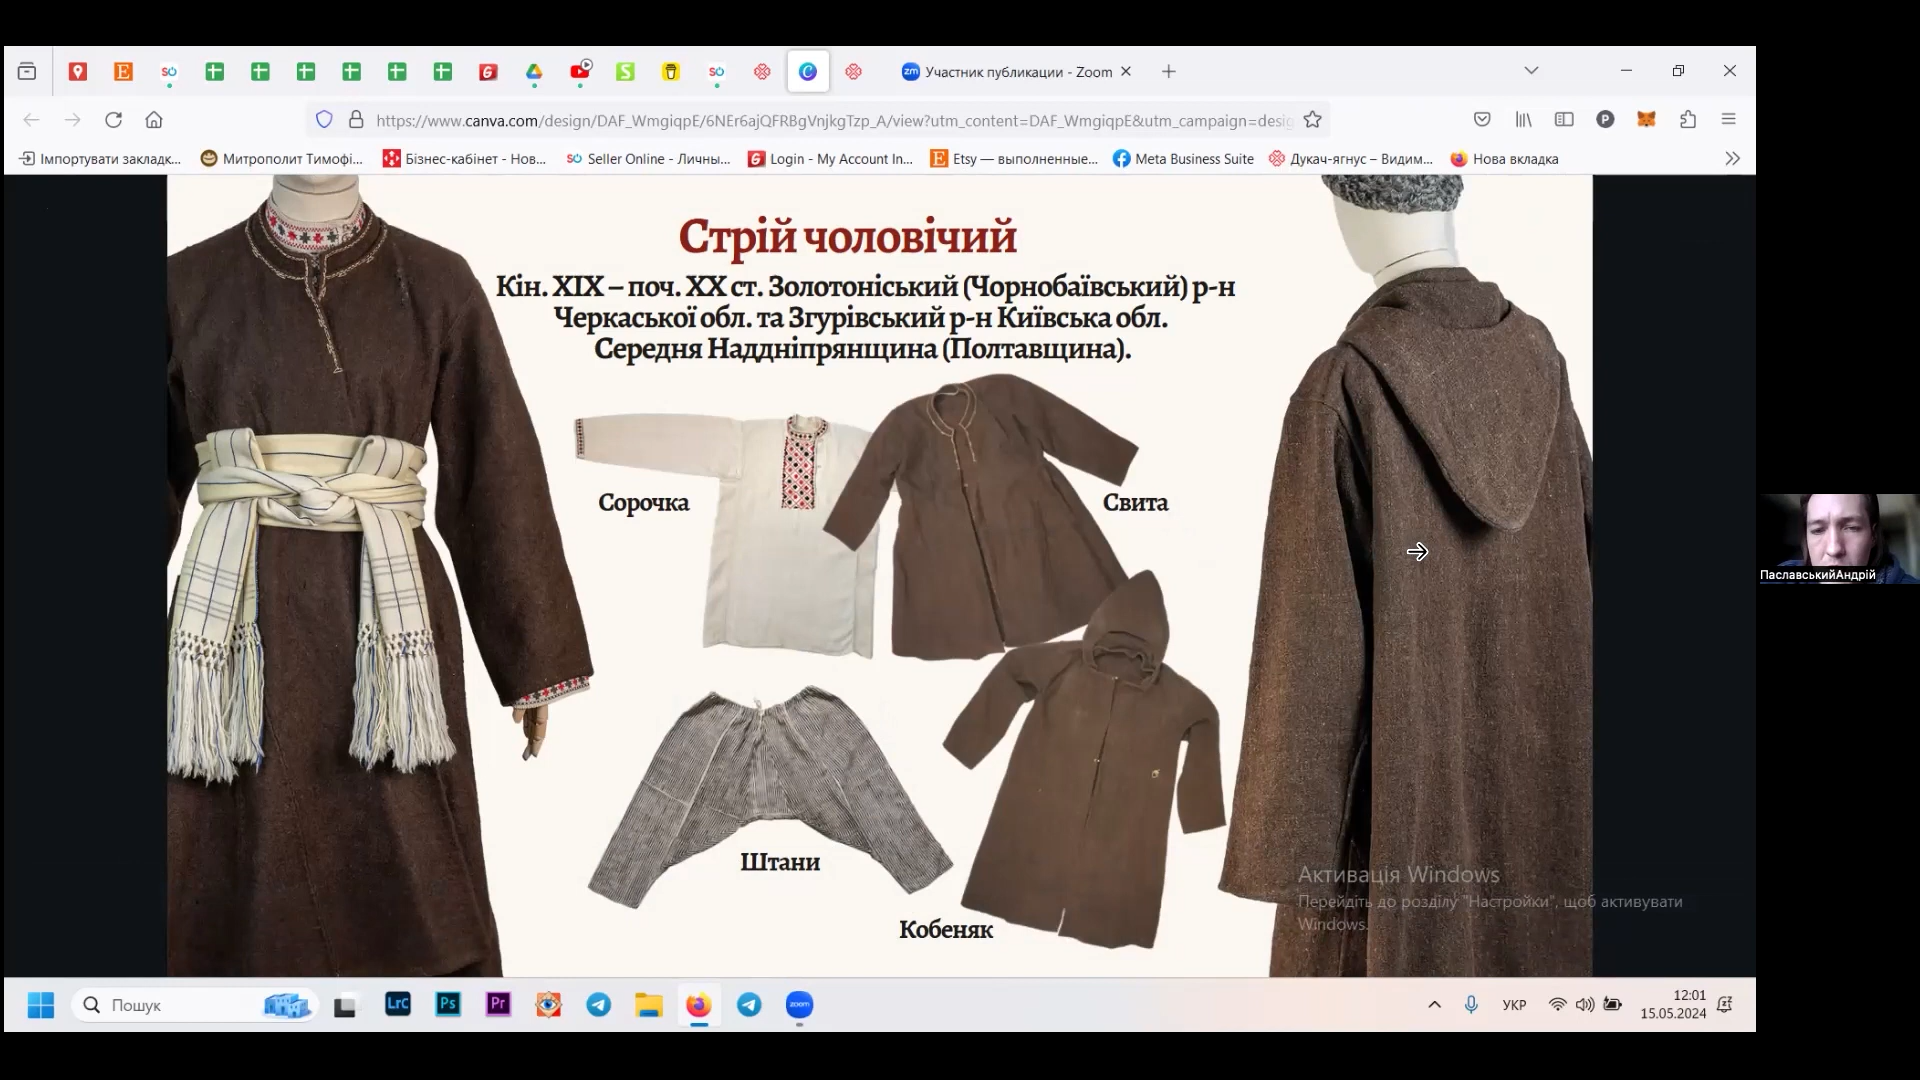 Участник публикации - Zoom
https://www.canva.com/design/DAF_WmgiqpE/6NEr6ajQFRBgVnjkgTzp_A/view?utm_content=DAF_WmgiqpE&utm_campaign=desig
Імпортувати закладк...
Митрополит Тимофі...
Бізнес-кабінет - Нов...
Seller Online - Личны...
Login - My Account In...
Etsy — выполненные...
Meta Business Suite
Дукач-ягнус – Видим...
Нова вкладка
Стрій чоловічий
Кін. XIX – поч. XX ст. Золотоніський (Чорнобаївський) р-н
Черкаської обл. та Згурівський р-н Київська обл.
Середня Наддніпрянщина (Полтавщина).
Сорочка
Свита
Штани
Кобеняк
Активація Windows
Перейдіть до розділу "Настройки", щоб активувати
Windows.
ПаславськийАндрій
Пошук
LrC
Ps
Pr
zoom
УКР
12:01
15.05.2024